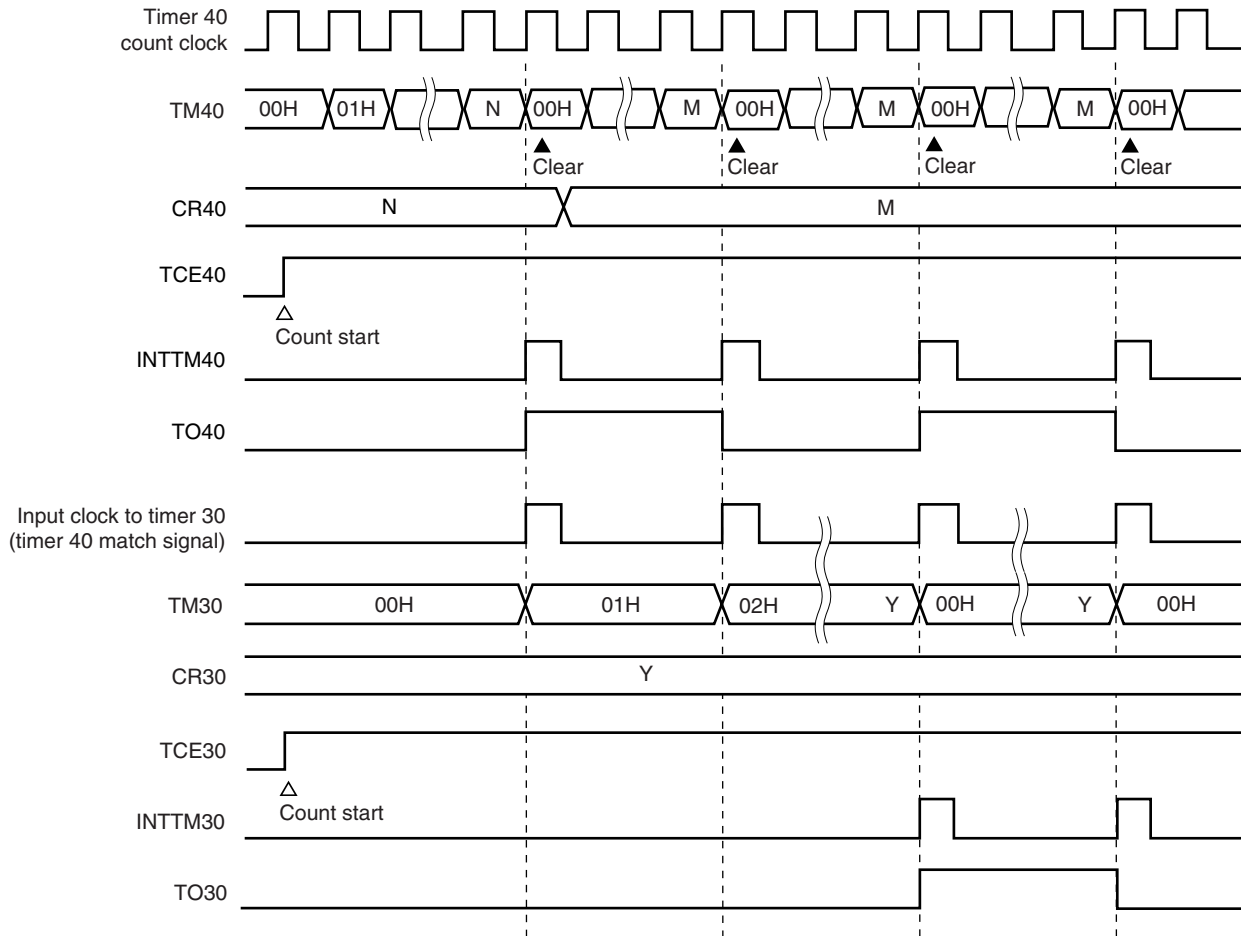 Timer 40
count clock
TM40 00H 01H N 00H M 00H M 00H M 00H
Clear Clear Clear Clear
CR40 N M
TCE40
Count start
INTTM40
TO40
Input clock to timer 30
(timer 40 match signal)
TM30 00H 01H 02H Y 00H Y 00H
CR30 Y
TCE30
Count start
INTTM30
TO30